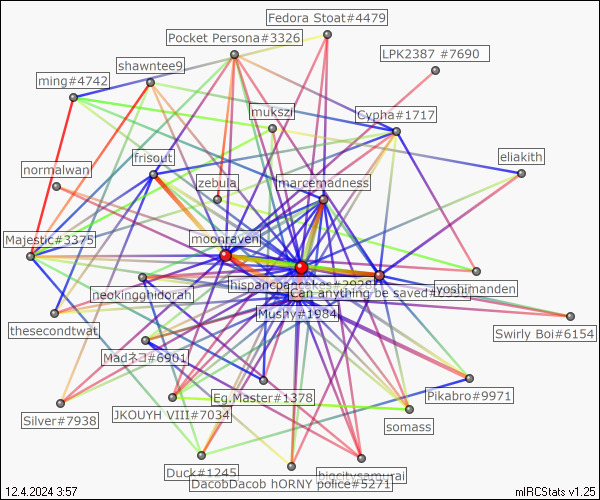 Fedora Stoat#4479
Pocket Persona#3326
LPK2387 #7690
shawntee9
ming#4742
mukszi
Cypha#1717
frisout
eliakith
normalwan
zebula
marcemadness
Majestic#3375
moonraven
hispancpancakes#3928
yoshimanden
neokingghidorah
Can anything be saved
Mushy#1984
thesecondtwat
Swirly Boi#6154
Madネコ#6901
Eg.Master#1378
Pikabro#9971
Silver#7938
JKOUYH VIII#7034
somass
Duck#1245
bigcitysamurai
DacobDacob hORNY police#5271
12.4.2024 3:57
mIRCStats v1.25